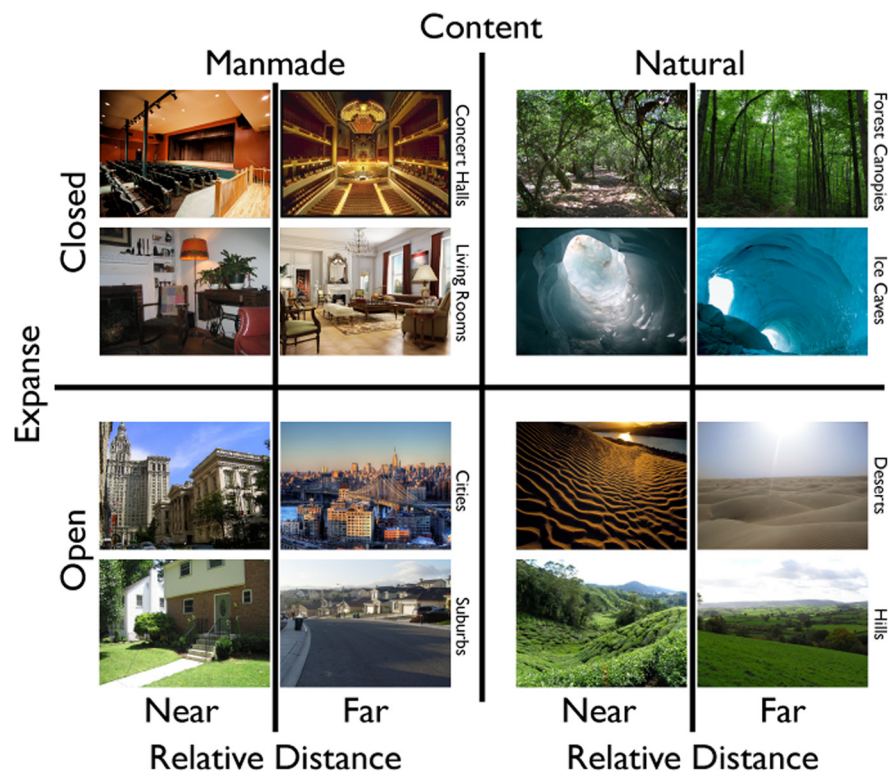 Content
Manmade
Natural
Expanse
Closed
Concert Halls
Forest Canopies
Living Rooms
Ice Caves
Open
Cities
Deserts
Suburbs
Hills
Near
Far
Near
Far
Relative Distance
Relative Distance